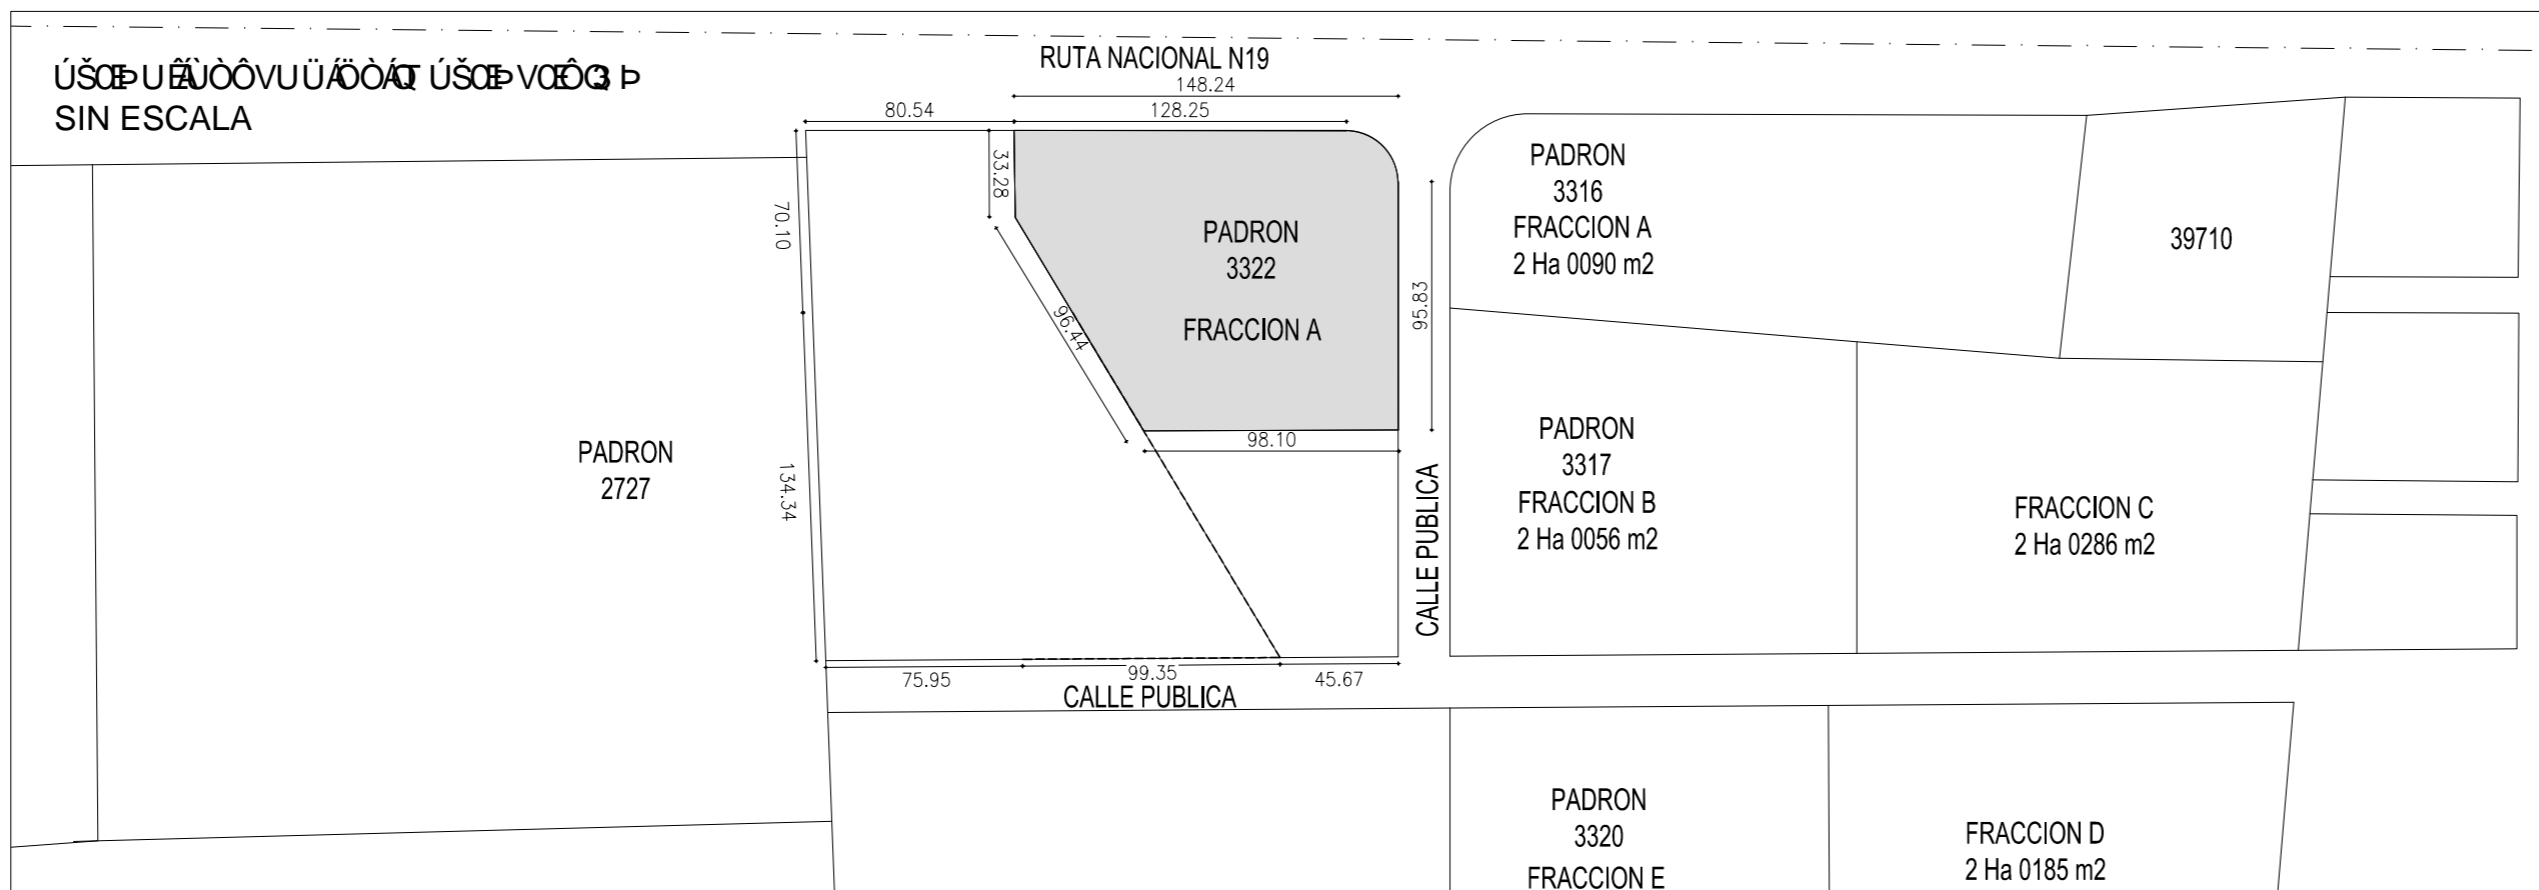 RUTA NACIONAL N19
SIN ESCALA
148.24
80.54
128.25
33.28
70.10
96.44
95.83
98.10
134.34
PADRON
3322
FRACCION A
PADRON
3316
FRACCION A
2 Ha 0090 m2
39710
PADRON
2727
PADRON
3317
FRACCION B
2 Ha 0056 m2
FRACCION C
2 Ha 0286 m2
CALLE PUBLICA
75.95
99.35
45.67
CALLE PUBLICA
PADRON
3320
FRACCION E
FRACCION D
2 Ha 0185 m2